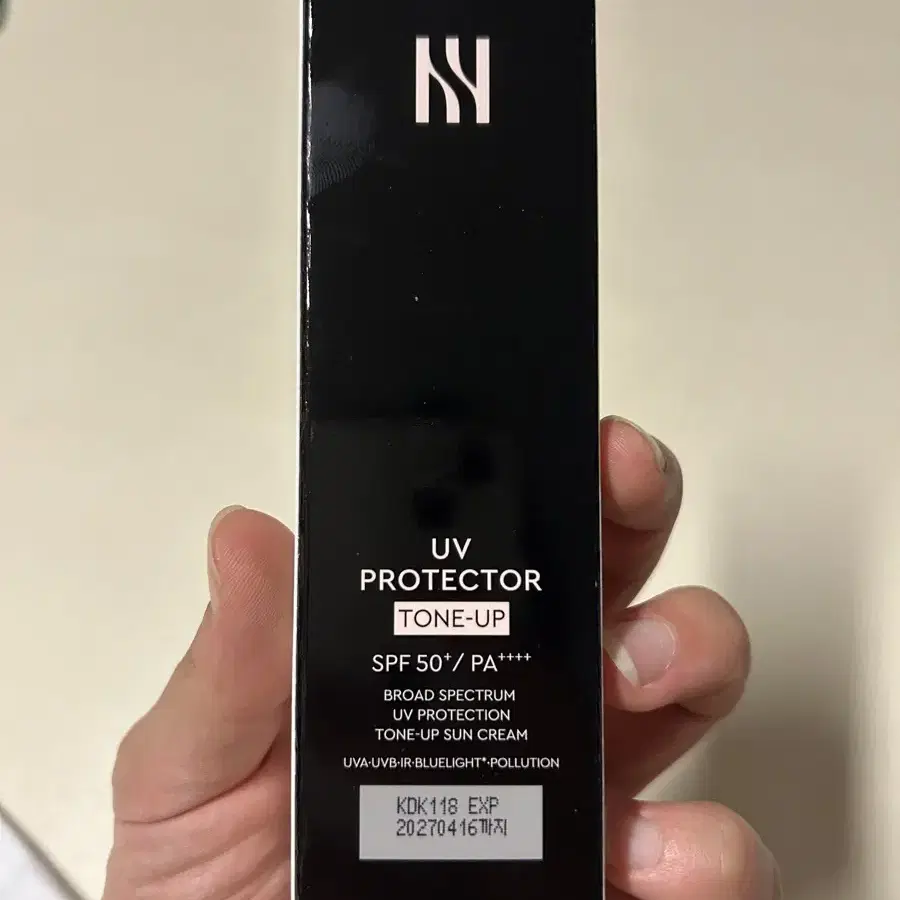 UV
PROTECTOR
TONE-UP
SPF 50+/ PA++++
BROAD SPECTRUM
UV PROTECTION
TONE-UP SUN CREAM
UVA·UVB·IR·BLUELIGHT*·POLLUTION
KDK118 EXP
20270416까지